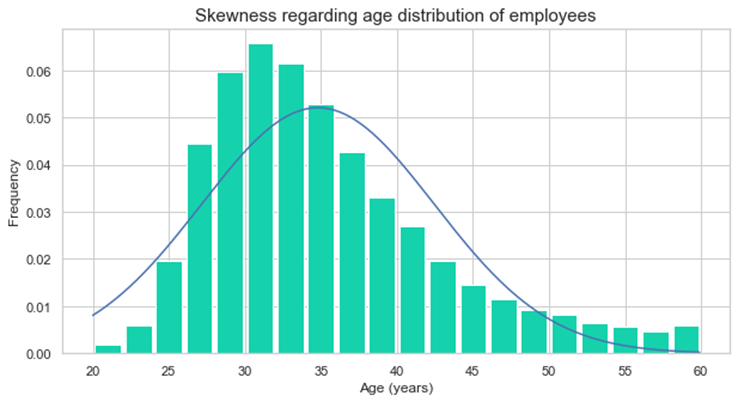 Skewness regarding age distribution of employees
0.06
0.05
0.04
0.03
0.02
0.01
0.00
Frequency
20 25 30 35 40 45 50 55 60
Age (years)